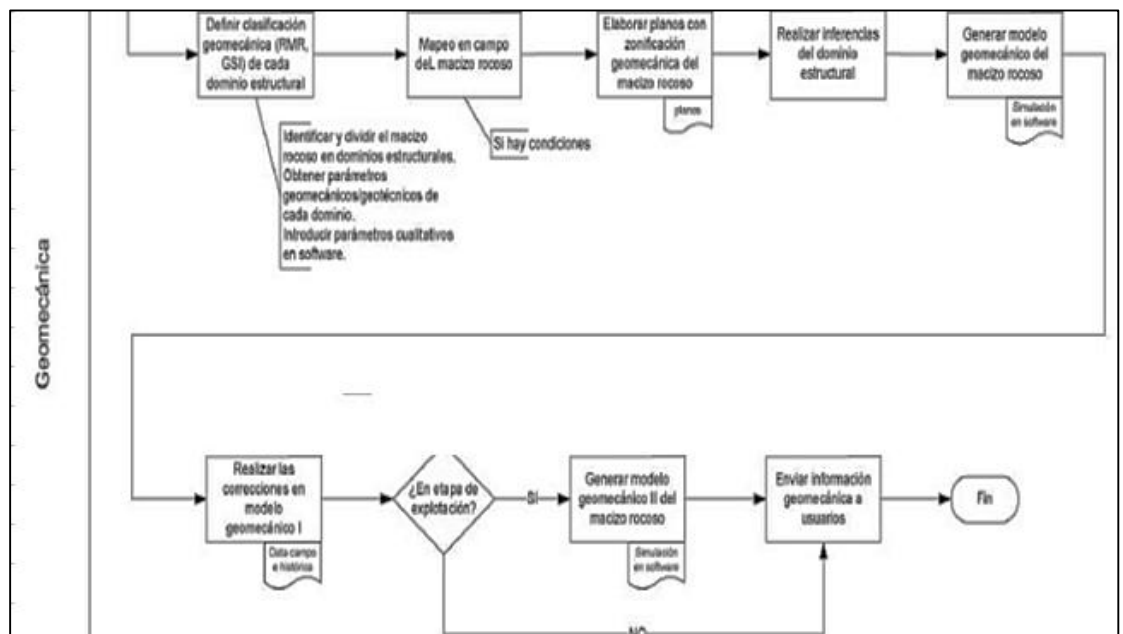 Definir clasificación
geomecánica (RMR,
GSI) de cada
dominio estructural
Mapeo en campo
deL macizo rocoso
Elaborar planos con
zonificación
geomecánica del
macizo rocoso
planos
Realizar inferencias
del dominio
estructural
Generar modelo
geomecánico del
macizo rocoso
Simulación
en software
Identificar y dividir el macizo
rocoso en dominios estructurales.
Obtener parámetros
geomecánicos/geotécnicos de
cada dominio.
Introducir parámetros cualitativos
en software.
Si hay condiciones
Geomecánica
Realizar las
correcciones en
modelo
geomecánico I
Data campo
e histórica
¿En etapa de
explotación?
SI
Generar modelo
geomecánico II del
macizo rocoso
Simulación
en software
Enviar información
geomecánica a
usuarios
Fin
NO